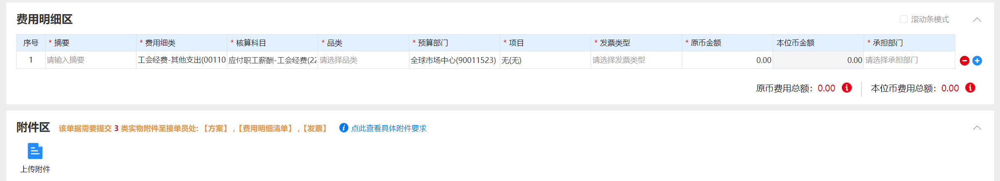 费用明细区 滚动条模式
序号 * 摘要 * 费用细类 * 核算科目 * 品类 * 预算部门 * 项目 * 发票类型 * 原币金额 本位币金额 * 承担部门
1 请输入摘要 工会经费-其他支出(00110 应付职工薪酬-工会经费(22 请选择品类 全球市场中心(90011523) 无(无) 请选择发票类型 0.00 0.00 请选择承担部门
原币费用总额: 0.00 本位币费用总额: 0.00
附件区 该单据需要提交 3 类实物附件至接单员处:【方案】,【费用明细清单】,【发票】 点此查看具体附件要求
上传附件